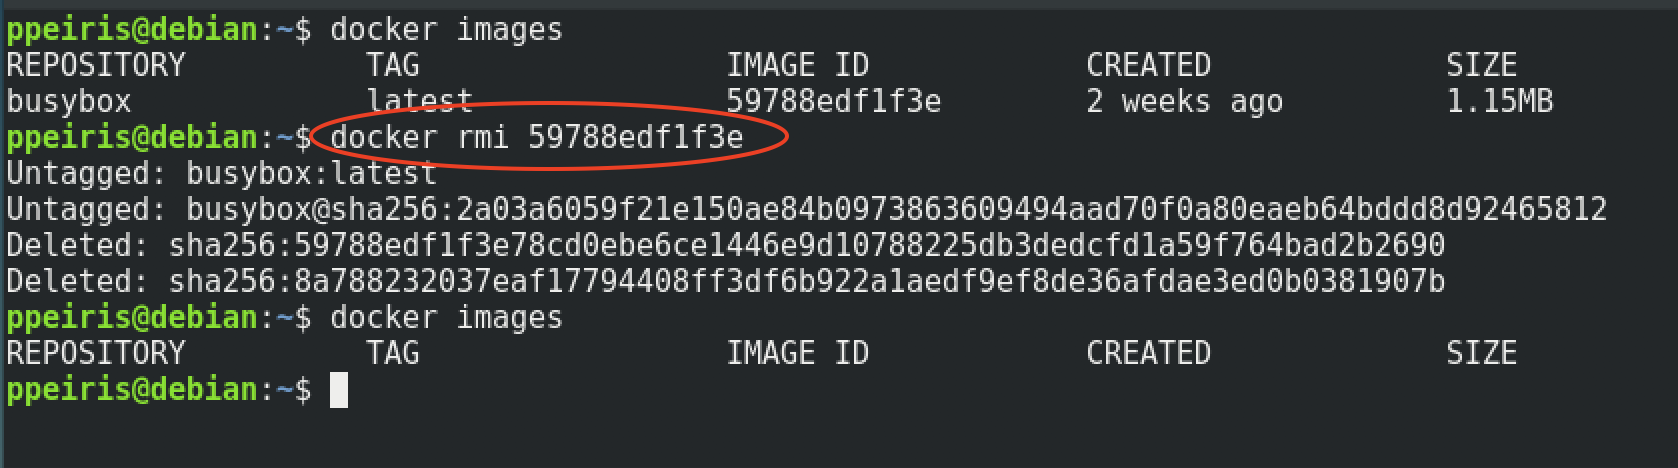 ppeiris@debian:~$ docker images
REPOSITORY          TAG                 IMAGE ID            CREATED             SIZE
busybox             latest              59788edf1f3e        2 weeks ago         1.15MB
ppeiris@debian:~$ docker rmi 59788edf1f3e
Untagged: busybox:latest
Untagged: busybox@sha256:2a03a6059f21e150ae84b0973863609494aad70f0a80eaeb64bddd8d92465812
Deleted: sha256:59788edf1f3e78cd0ebe6ce1446e9d10788225db3dedcfd1a59f764bad2b2690
Deleted: sha256:8a788232037eaf17794408ff3df6b922a1aedf9ef8de36afdae3ed0b0381907b
ppeiris@debian:~$ docker images
REPOSITORY          TAG                 IMAGE ID            CREATED             SIZE
ppeiris@debian:~$